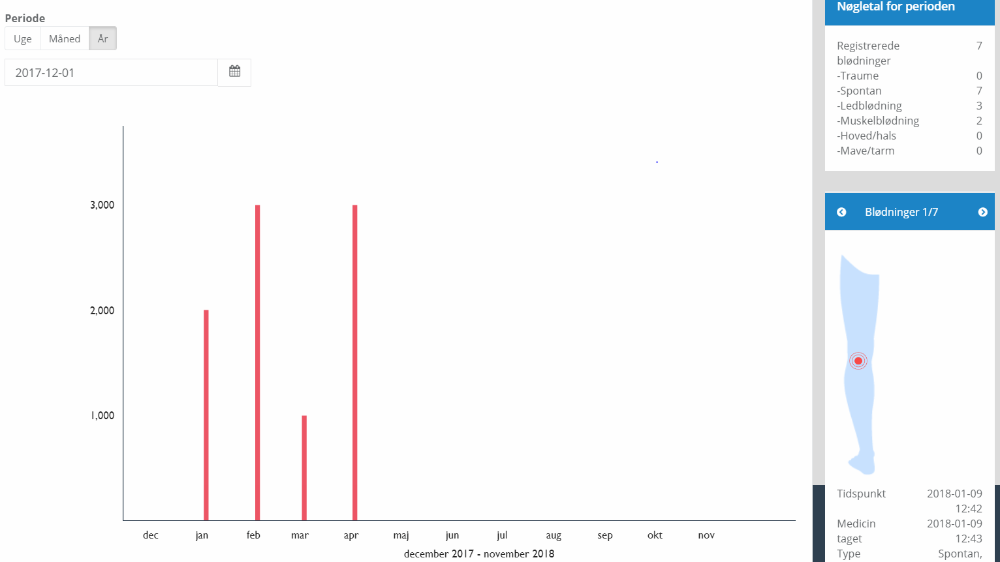 Periode
Uge Måned År
2017-12-01
3,000
2,000
1,000
dec jan feb mar apr maj jun jul aug sep okt nov
december 2017 - november 2018
Nøgletal for perioden
Registrerede 7
blødninger
-Traume 0
-Spontan 7
-Ledblødning 3
-Muskelblødning 2
-Hoved/hals 0
-Mave/tarm 0
Blødninger 1/7
Tidspunkt 2018-01-09
12:42
Medicin 2018-01-09
taget 12:43
Type Spontan,